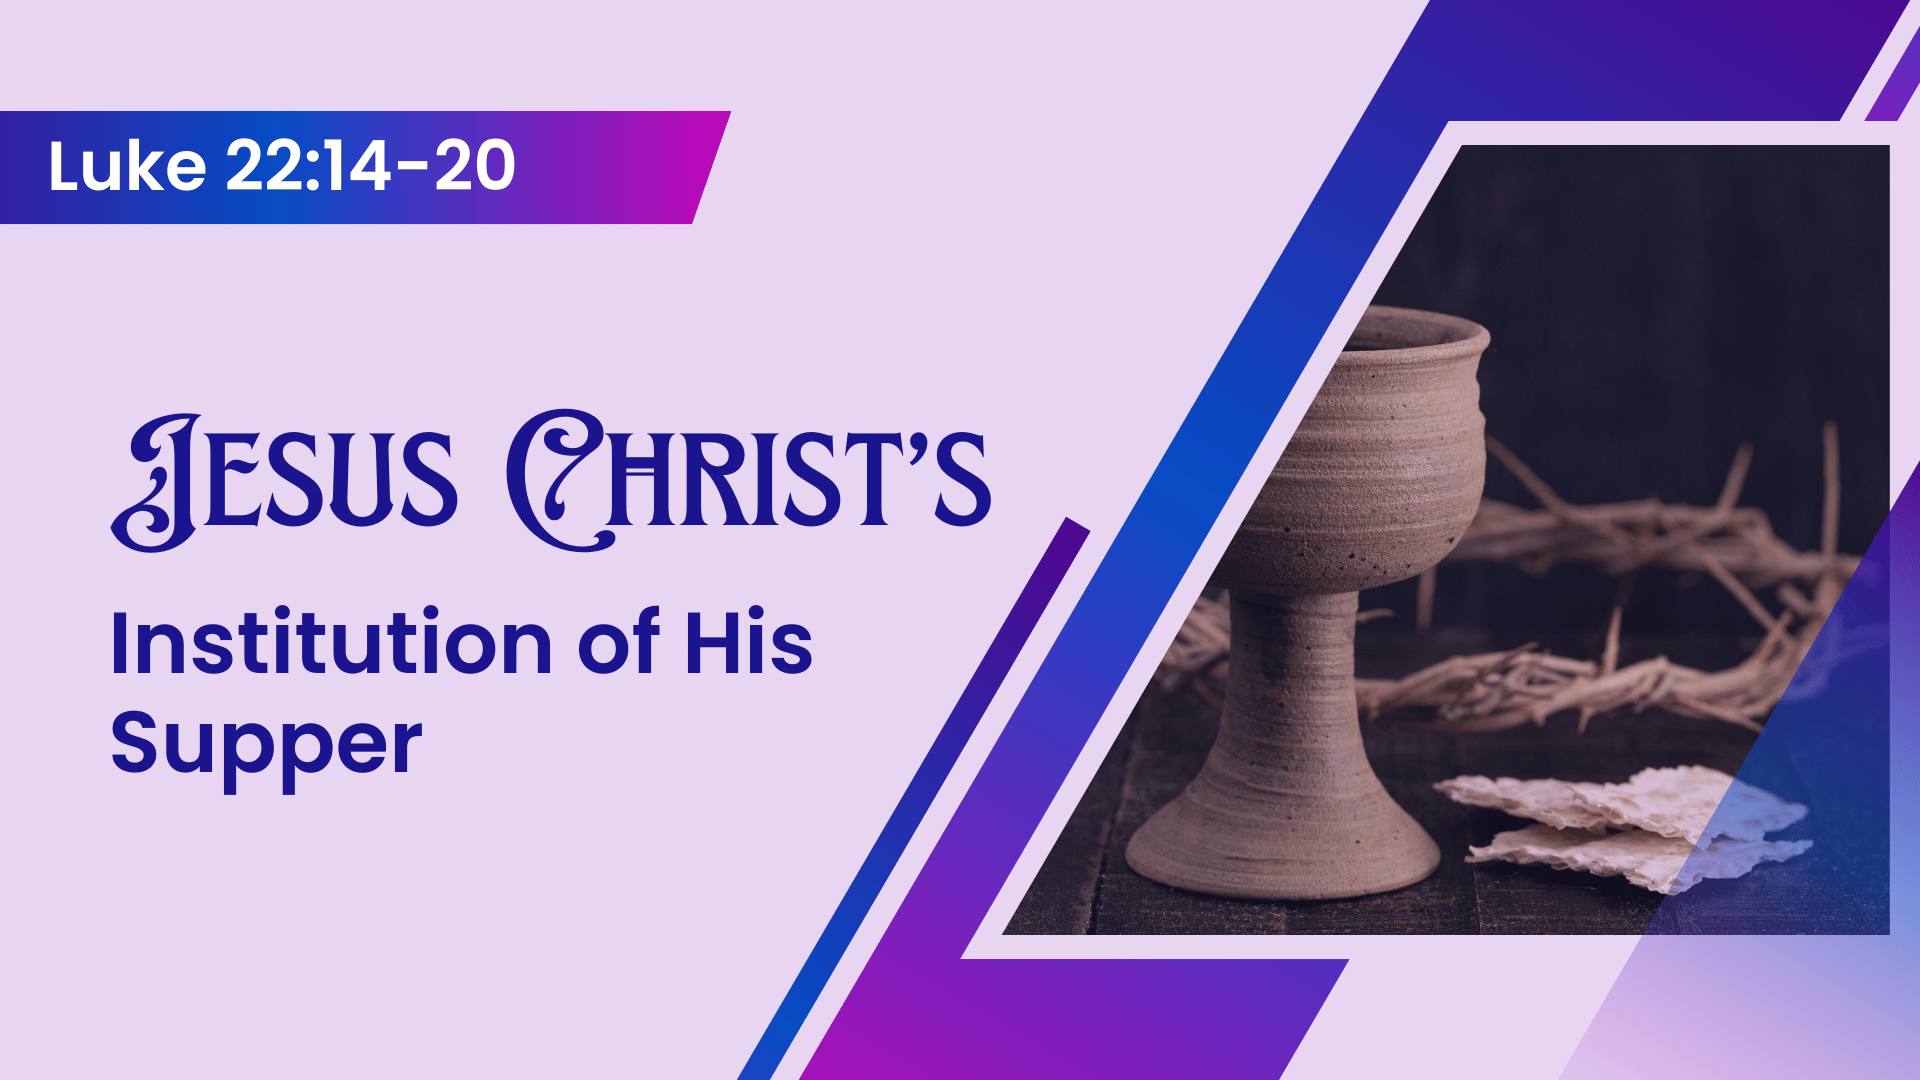 Luke 22:14-20
Jesus Christ’s
Institution of His
Supper